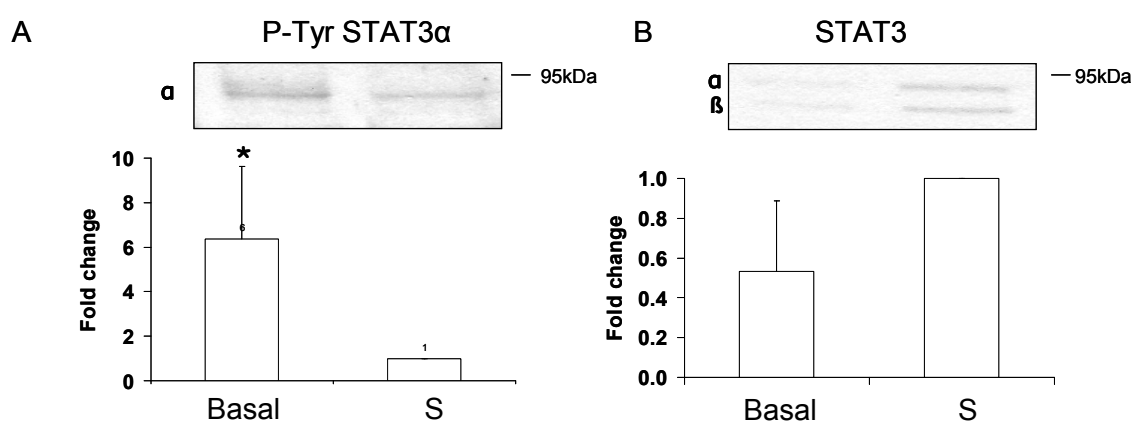 A
P-Tyr STAT3α
α
95kDa
*
10
8
6
4
2
0
Fold change
6
1
Basal
S
B
STAT3
α
ß
95kDa
1.0
0.8
0.6
0.4
0.2
0.0
Fold change
Basal
S